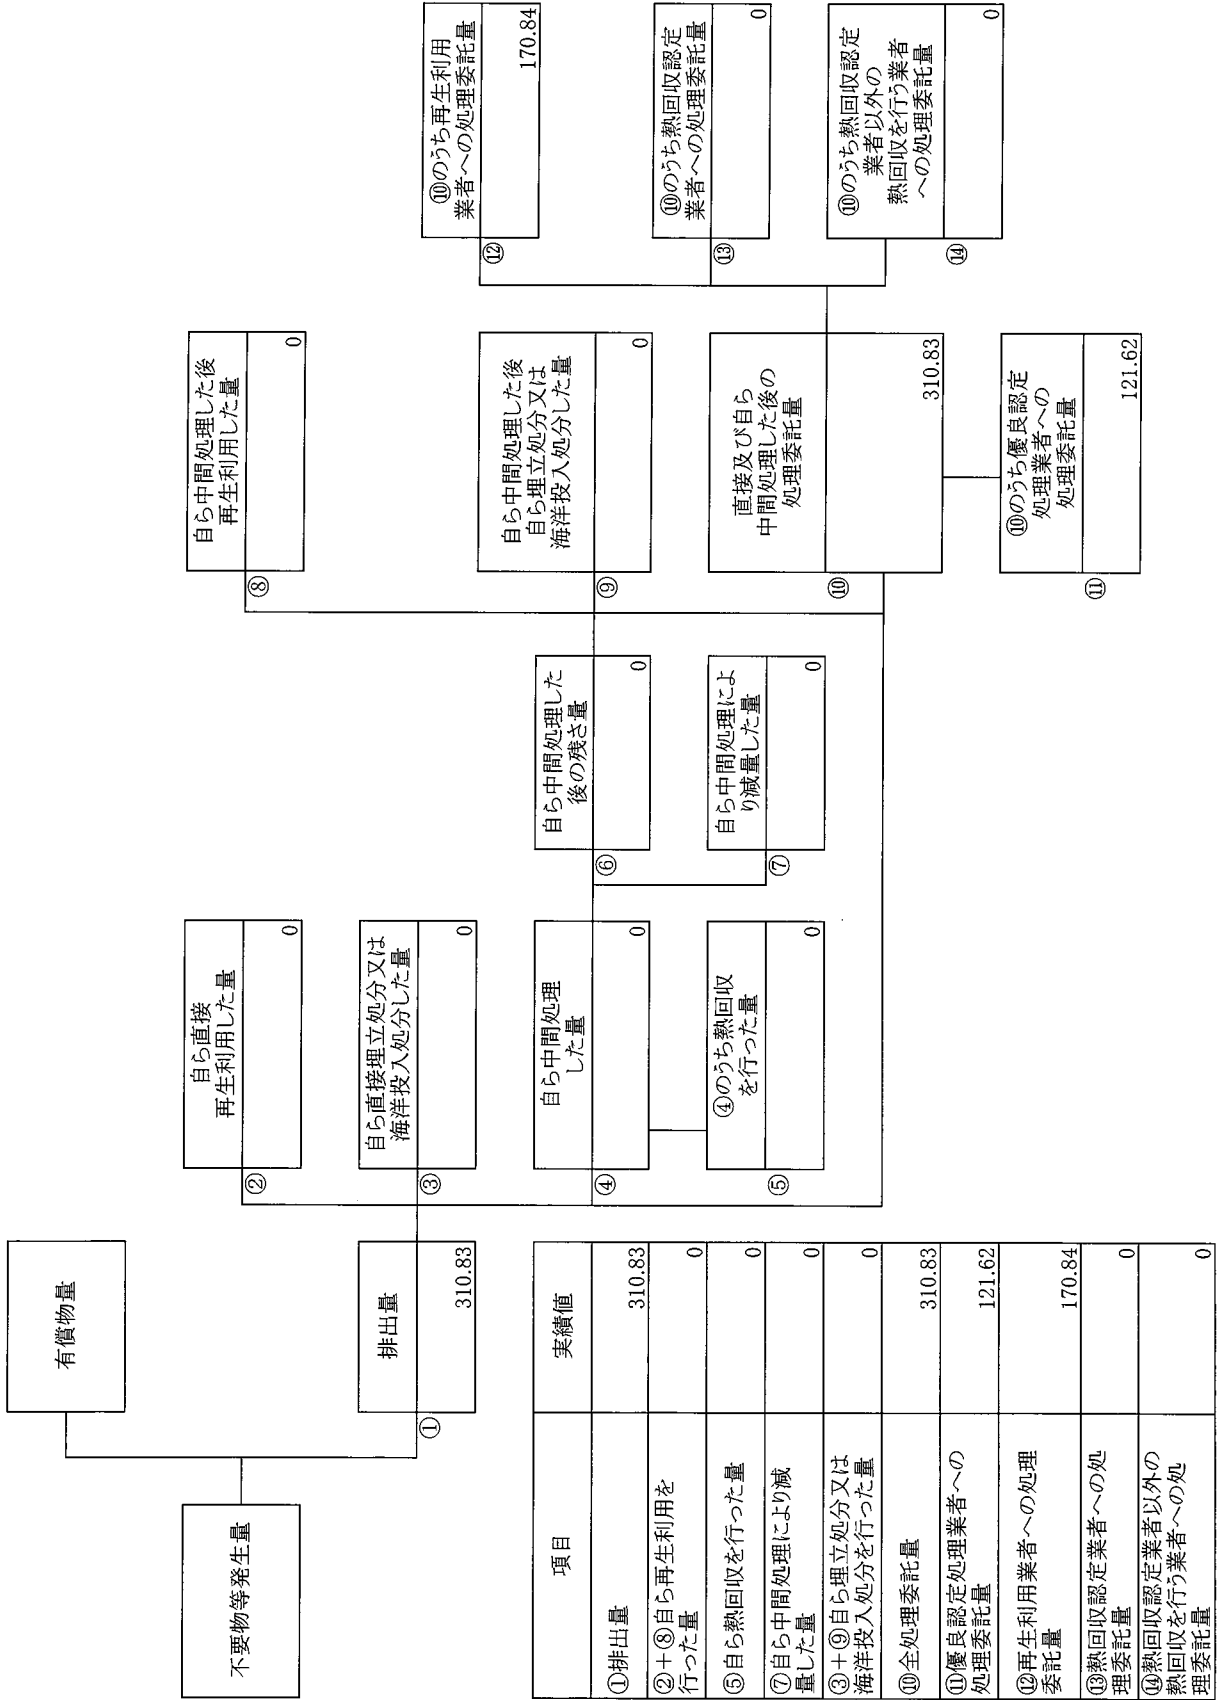 不要物等発生量
有償物量
①
排出量
310.83
②
自ら直接
再生利用した量
0
③
自ら直接埋立処分又は
海洋投入処分した量
0
④
自ら中間処理
した量
0
⑤
④のうち熱回収
を行った量
0
⑥
自ら中間処理した
後の残さ量
0
⑦
自ら中間処理によ
り減量した量
0
⑧
自ら中間処理した後
再生利用した量
0
⑨
自ら中間処理した後
自ら埋立処分又は
海洋投入処分した量
0
⑩
直接及び自ら
中間処理した後の
処理委託量
310.83
⑪
⑩のうち優良認定
処理業者への
処理委託量
121.62
⑫
⑩のうち再生利用
業者への処理委託量
170.84
⑬
⑩のうち熱回収認定
業者への処理委託量
0
⑭
⑩のうち熱回収認定
業者以外の
熱回収を行う業者
への処理委託量
0
項目
実績値
①排出量
310.83
②+⑧自ら再生利用を
行った量
0
⑤自ら熱回収を行った量
0
⑦自ら中間処理により減
量した量
0
③+⑨自ら埋立処分又は
海洋投入処分を行った量
0
⑩全処理委託量
310.83
⑪優良認定処理業者への
処理委託量
121.62
⑫再生利用業者への処理
委託量
170.84
⑬熱回収認定業者への処
理委託量
0
⑭熱回収認定業者以外の
熱回収を行う業者への処
理委託量
0